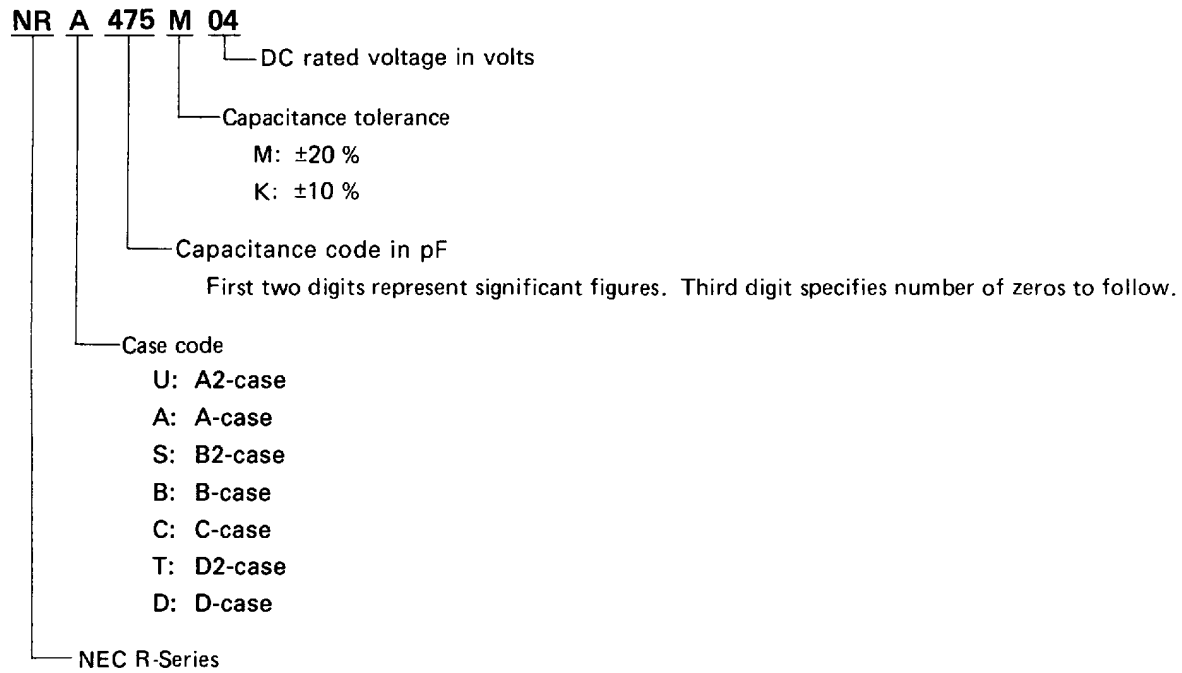 NR A 475 M 04
DC rated voltage in volts
Capacitance tolerance
M: ±20 %
K: ±10 %
Capacitance code in pF
First two digits represent significant figures. Third digit specifies number of zeros to follow.
Case code
U: A2-case
A: A-case
S: B2-case
B: B-case
C: C-case
T: D2-case
D: D-case
NEC R-Series